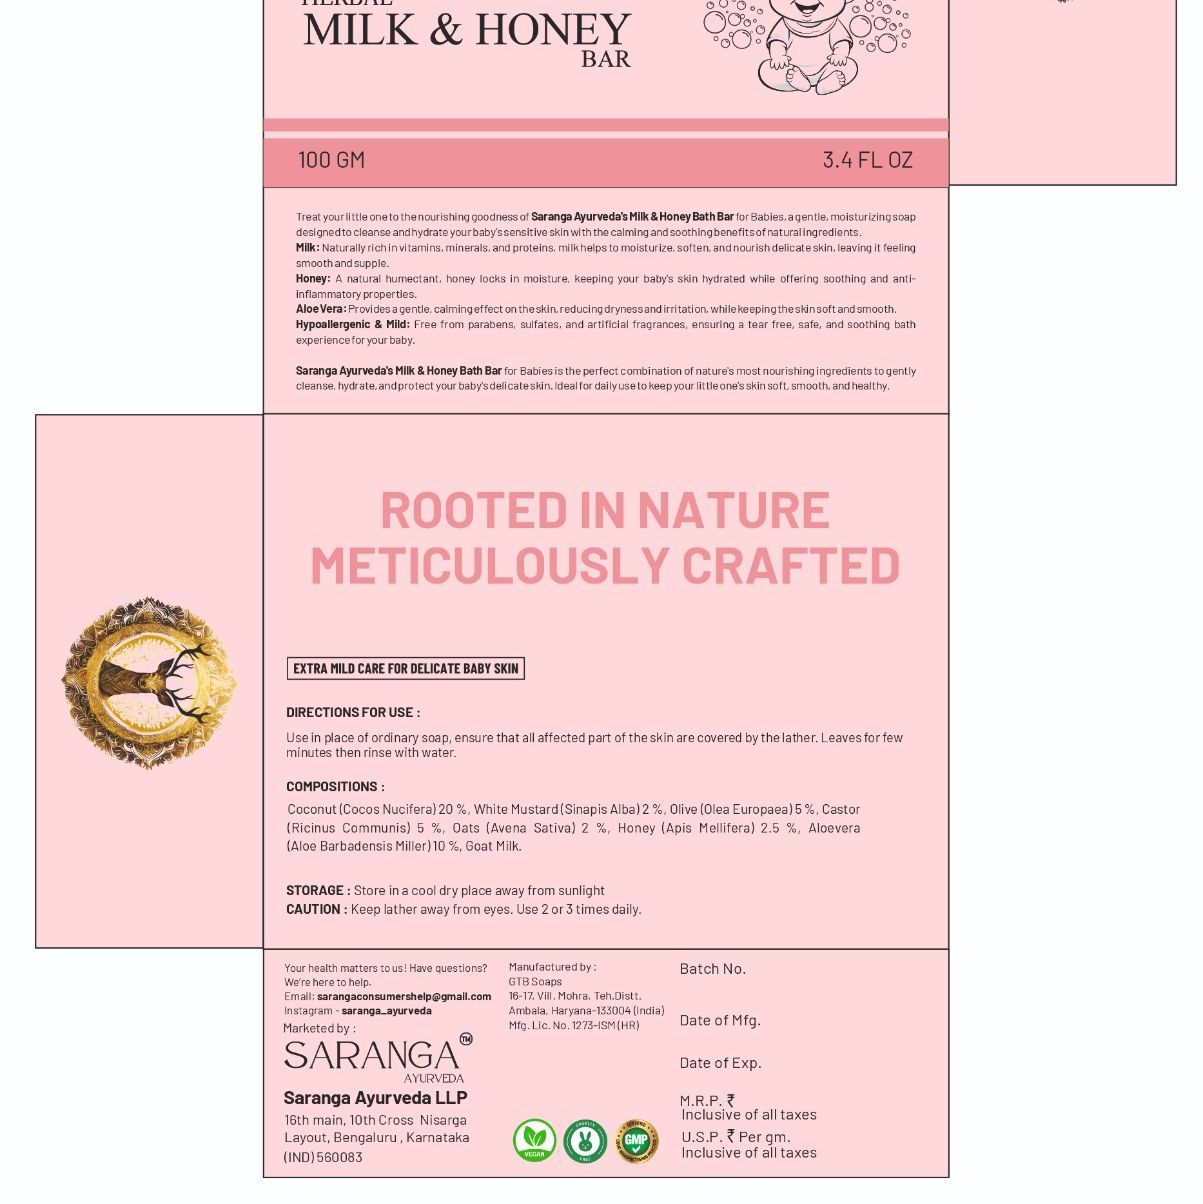 HERBAL
MILK & HONEY
BAR
100 GM
3.4 FL OZ
Treat your little one to the nourishing goodness of Saranga Ayurveda's Milk & Honey Bath Bar for Babies, a gentle, moisturizing soap
designed to cleanse and hydrate your baby's sensitive skin with the calming and soothing benefits of natural ingredients.
Milk: Naturally rich in vitamins, minerals, and proteins, milk helps to moisturize, soften, and nourish delicate skin, leaving it feeling
smooth and supple.
Honey: A natural humectant, honey locks in moisture, keeping your baby's skin hydrated while offering soothing and anti-
inflammatory properties.
Aloe Vera: Provides a gentle, calming effect on the skin, reducing dryness and irritation, while keeping the skin soft and smooth.
Hypoallergenic & Mild: Free from parabens, sulfates, and artificial fragrances, ensuring a tear free, safe, and soothing bath
experience for your baby.
Saranga Ayurveda's Milk & Honey Bath Bar for Babies is the perfect combination of nature's most nourishing ingredients to gently
cleanse, hydrate, and protect your baby's delicate skin. Ideal for daily use to keep your little one's skin soft, smooth, and healthy.
ROOTED IN NATURE
METICULOUSLY CRAFTED
EXTRA MILD CARE FOR DELICATE BABY SKIN
DIRECTIONS FOR USE :
Use in place of ordinary soap, ensure that all affected part of the skin are covered by the lather. Leaves for few
minutes then rinse with water.
COMPOSITIONS :
Coconut (Cocos Nucifera) 20 %, White Mustard (Sinapis Alba) 2 %, Olive (Olea Europaea) 5 %, Castor
(Ricinus Communis) 5 %, Oats (Avena Sativa) 2 %, Honey (Apis Mellifera) 2.5 %, Aloevera
(Aloe Barbadensis Miller) 10 %, Goat Milk.
STORAGE : Store in a cool dry place away from sunlight
CAUTION : Keep lather away from eyes. Use 2 or 3 times daily.
Your health matters to us! Have questions?
We're here to help.
Email: sarangaconsumershelp@gmail.com
Instagram - saranga_ayurveda
Marketed by :
SARANGA TM
AYURVEDA
Saranga Ayurveda LLP
16th main, 10th Cross Nisarga
Layout, Bengaluru , Karnataka
(IND) 560083
Manufactured by :
GTB Soaps
16-17, Vill. Mohra, Teh.Distt.
Ambala, Haryana-133004 (India)
Mfg. Lic. No. 1273-ISM (HR)
VEGAN
CRUELTY
FREE
GMP
Batch No.
Date of Mfg.
Date of Exp.
M.R.P. ₹
Inclusive of all taxes
U.S.P. ₹ Per gm.
Inclusive of all taxes